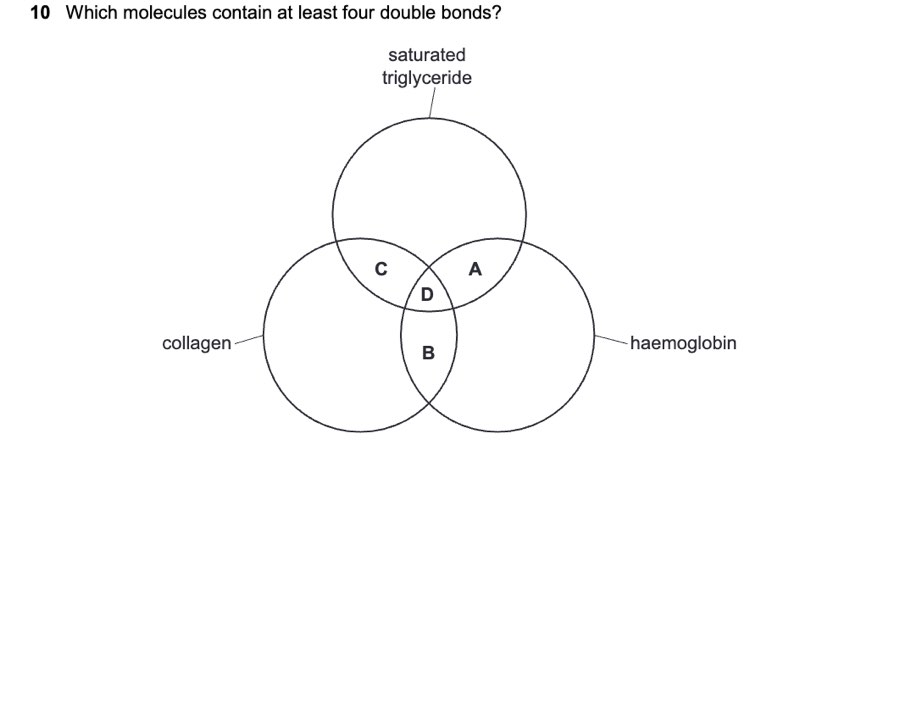 10 Which molecules contain at least four double bonds?
saturated
triglyceride
C
A
D
collagen
haemoglobin
B